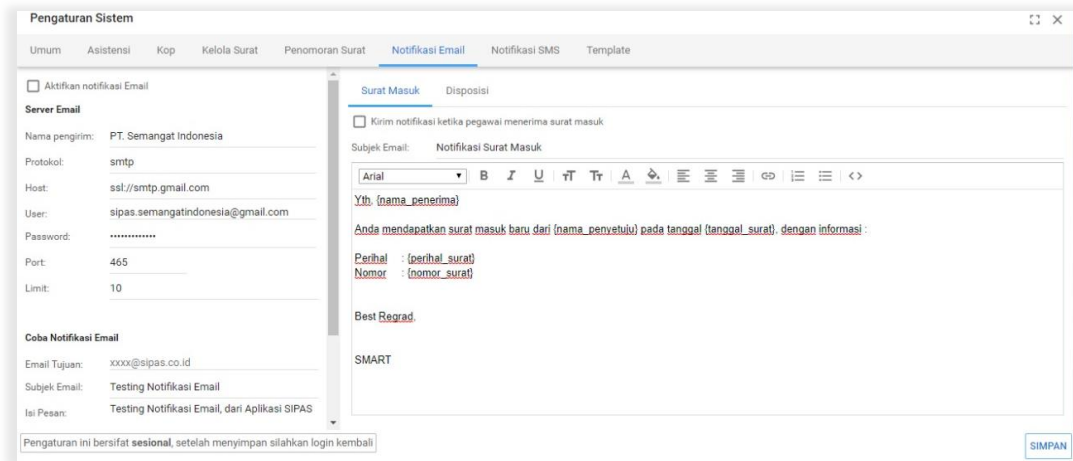 Pengaturan Sistem
Umum Asistensi Kop Kelola Surat Penomoran Surat Notifikasi Email Notifikasi SMS Template
Aktifkan notifikasi Email
Server Email
Nama pengirim: PT. Semangat Indonesia
Protokol: smtp
Host: ssl://smtp.gmail.com
User: sipas.semangatindonesia@gmail.com
Password: •••••••••••••
Port: 465
Limit: 10
Coba Notifikasi Email
Email Tujuan: xxxx@sipas.co.id
Subjek Email: Testing Notifikasi Email
Isi Pesan: Testing Notifikasi Email, dari Aplikasi SIPAS
Surat Masuk Disposisi
Kirim notifikasi ketika pegawai menerima surat masuk
Subjek Email: Notifikasi Surat Masuk
Arial B I U тT Tт A
Yth, {nama_penerima}
Anda mendapatkan surat masuk baru dari {nama_penyetuju} pada tanggal {tanggal_surat}, dengan informasi :
Perihal : {perihal_surat}
Nomor : {nomor_surat}
Best Regrad,
SMART
Pengaturan ini bersifat sesional, setelah menyimpan silahkan login kembali
SIMPAN